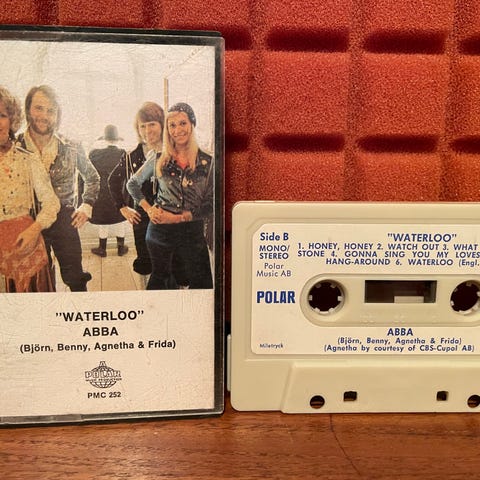 "WATERLOO"
ABBA
(Björn, Benny, Agnetha & Frida)
POLAR
PMC 252
Side B
MONO/
STEREO
Polar
Music AB
"WATERLOO"
1. HONEY, HONEY 2. WATCH OUT 3. WHAT
STONE 4. GONNA SING YOU MY LOVES
HANG-AROUND 6. WATERLOO (Engl.
POLAR
Miletryck
ABBA
(Björn, Benny, Agnetha & Frida)
(Agnetha by courtesy of CBS-Cupol AB)